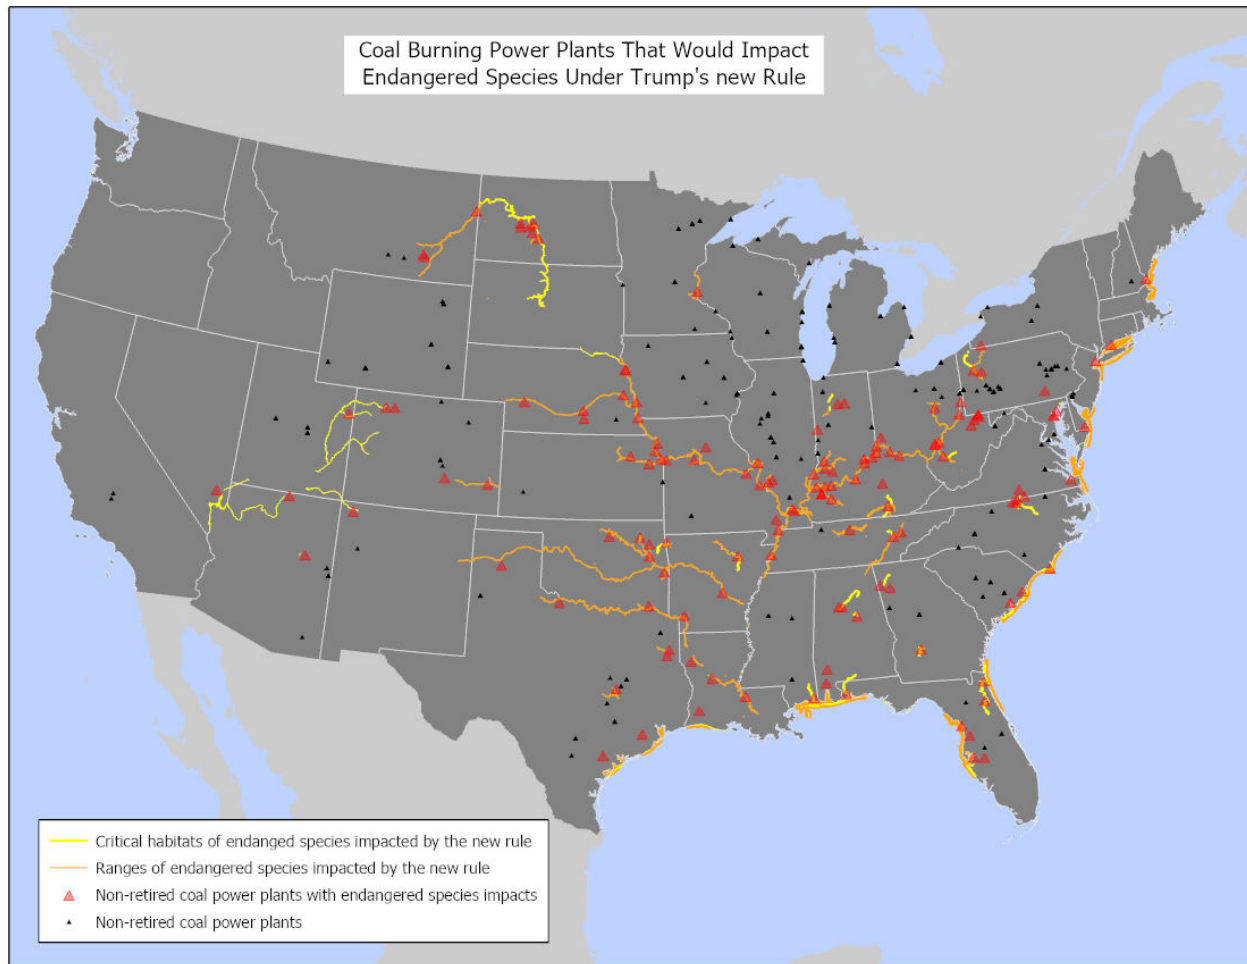 Coal Burning Power Plants That Would Impact
Endangered Species Under Trump's new Rule
Critical habitats of endanged species impacted by the new rule
Ranges of endangered species impacted by the new rule
Non-retired coal power plants with endangered species impacts
Non-retired coal power plants